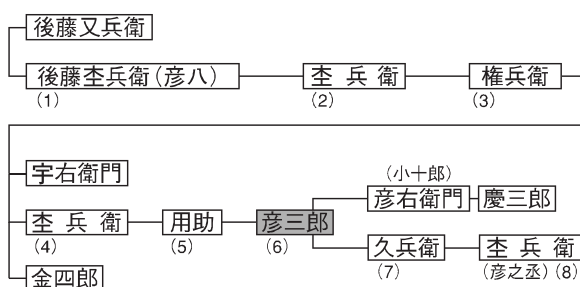 後藤又兵衛
後藤杢兵衛(彦八)
杢兵衛
権兵衛
(1)
(2)
(3)
宇右衛門
(小十郎)
彦右衛門
慶三郎
杢兵衛
用助
彦三郎
(4)
(5)
(6)
久兵衛
杢兵衛
(7)
(彦之丞)(8)
金四郎